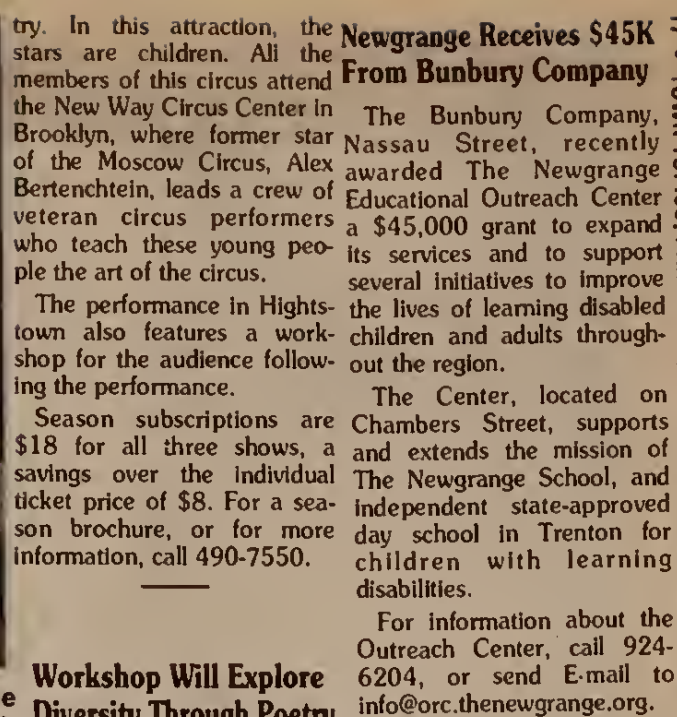 try. In this attraction, the
stars are children. All the
members of this circus attend
the New Way Circus Center in
Brooklyn, where former star
of the Moscow Circus, Alex
Bertenchtein, leads a crew of
veteran circus performers
who teach these young peo-
ple the art of the circus.
The performance in Hights-
town also features a work-
shop for the audience follow-
ing the performance.
Season subscriptions are
$18 for all three shows, a
savings over the individual
ticket price of $8. For a sea-
son brochure, or for more
information, call 490-7550.
Workshop Will Explore
Diversity Through Poetry
Newgrange Receives $45K
From Bunbury Company
The Bunbury Company,
Nassau Street, recently
awarded The Newgrange
Educational Outreach Center
a $45,000 grant to expand
its services and to support
several initiatives to improve
the lives of learning disabled
children and adults through-
out the region.
The Center, located on
Chambers Street, supports
and extends the mission of
The Newgrange School, and
independent state-approved
day school in Trenton for
children with learning
disabilities.
For information about the
Outreach Center, call 924-
6204, or send E-mail to
info@orc.thenewgrange.org.